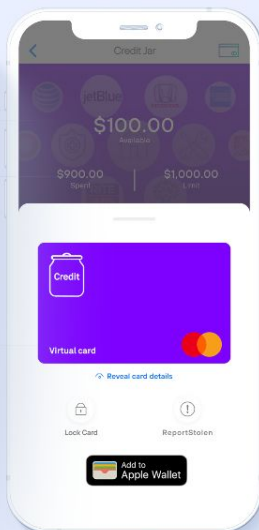 Credit Jar
jetBlue
$100.00
Available
$900.00
Spent
$1,000.00
Limit
Credit
Virtual card
Reveal card details
Lock Card
ReportStolen
Add to
Apple Wallet